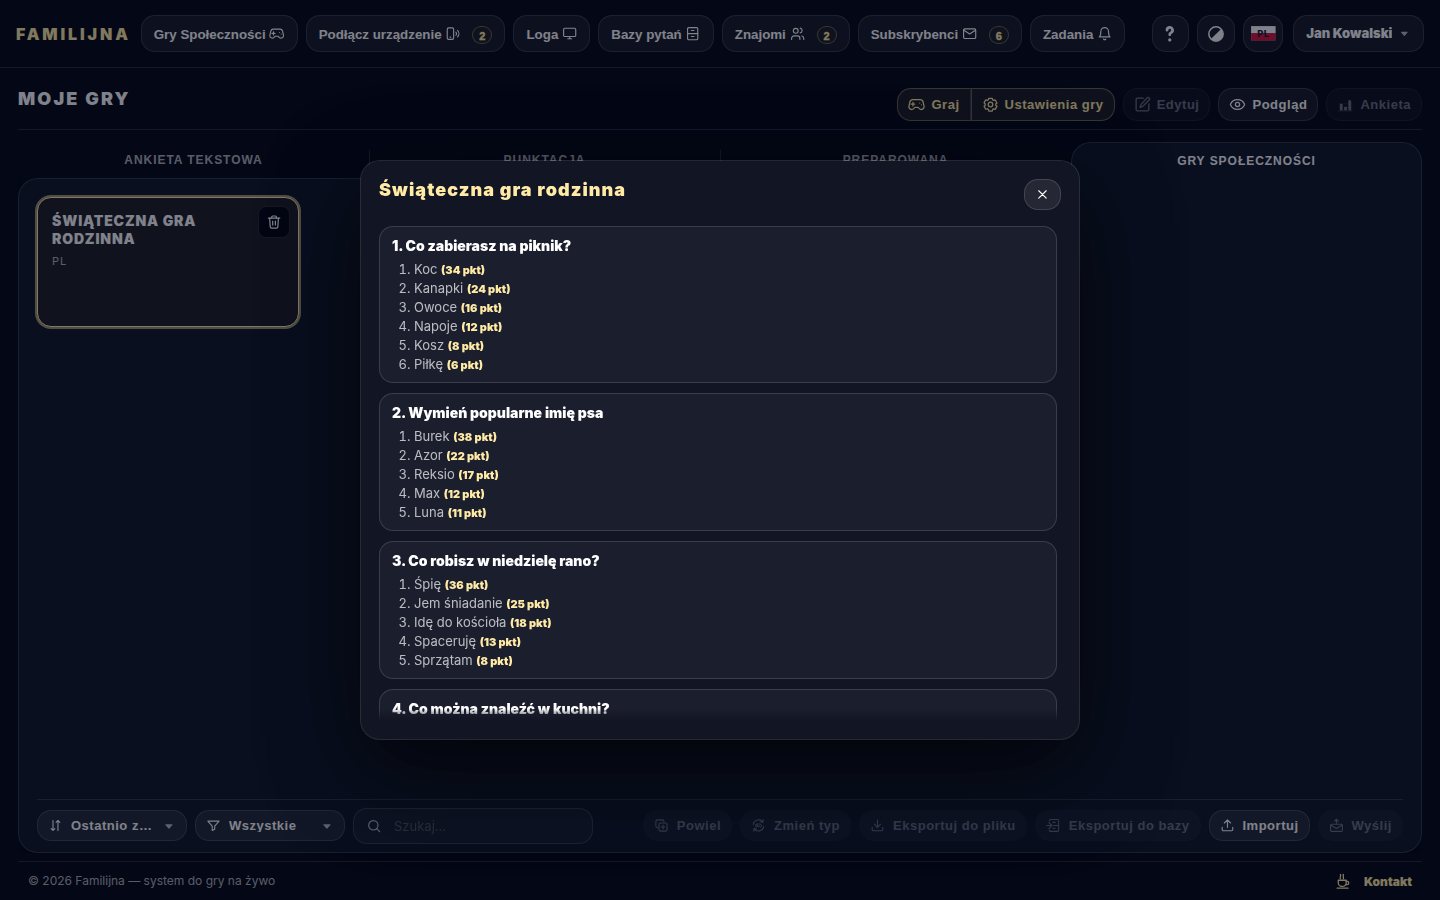 FAMILIJNA
Gry Społeczności
Podłącz urządzenie 2
Loga
Bazy pytań
Znajomi 2
Subskrybenci 6
Zadania
?
PL
Jan Kowalski
MOJE GRY
Graj
Ustawienia gry
Edytuj
Podgląd
Ankieta
ANKIETA TEKSTOWA
PUNKTACJA
PREPAROWANA
GRY SPOŁECZNOŚCI
ŚWIĄTECZNA GRA
RODZINNA
PL
Świąteczna gra rodzinna
1. Co zabierasz na piknik?
1. Koc (34 pkt)
2. Kanapki (24 pkt)
3. Owoce (16 pkt)
4. Napoje (12 pkt)
5. Kosz (8 pkt)
6. Piłkę (6 pkt)
2. Wymień popularne imię psa
1. Burek (38 pkt)
2. Azor (22 pkt)
3. Reksio (17 pkt)
4. Max (12 pkt)
5. Luna (11 pkt)
3. Co robisz w niedzielę rano?
1. Śpię (36 pkt)
2. Jem śniadanie (25 pkt)
3. Idę do kościoła (18 pkt)
4. Spaceruję (13 pkt)
5. Sprzątam (8 pkt)
4. Co można znaleźć w kuchni?
Ostatnio z...
Wszystkie
Szukaj...
Powiel
Zmień typ
Eksportuj do pliku
Eksportuj do bazy
Importuj
Wyślij
© 2026 Familijna — system do gry na żywo
Kontakt